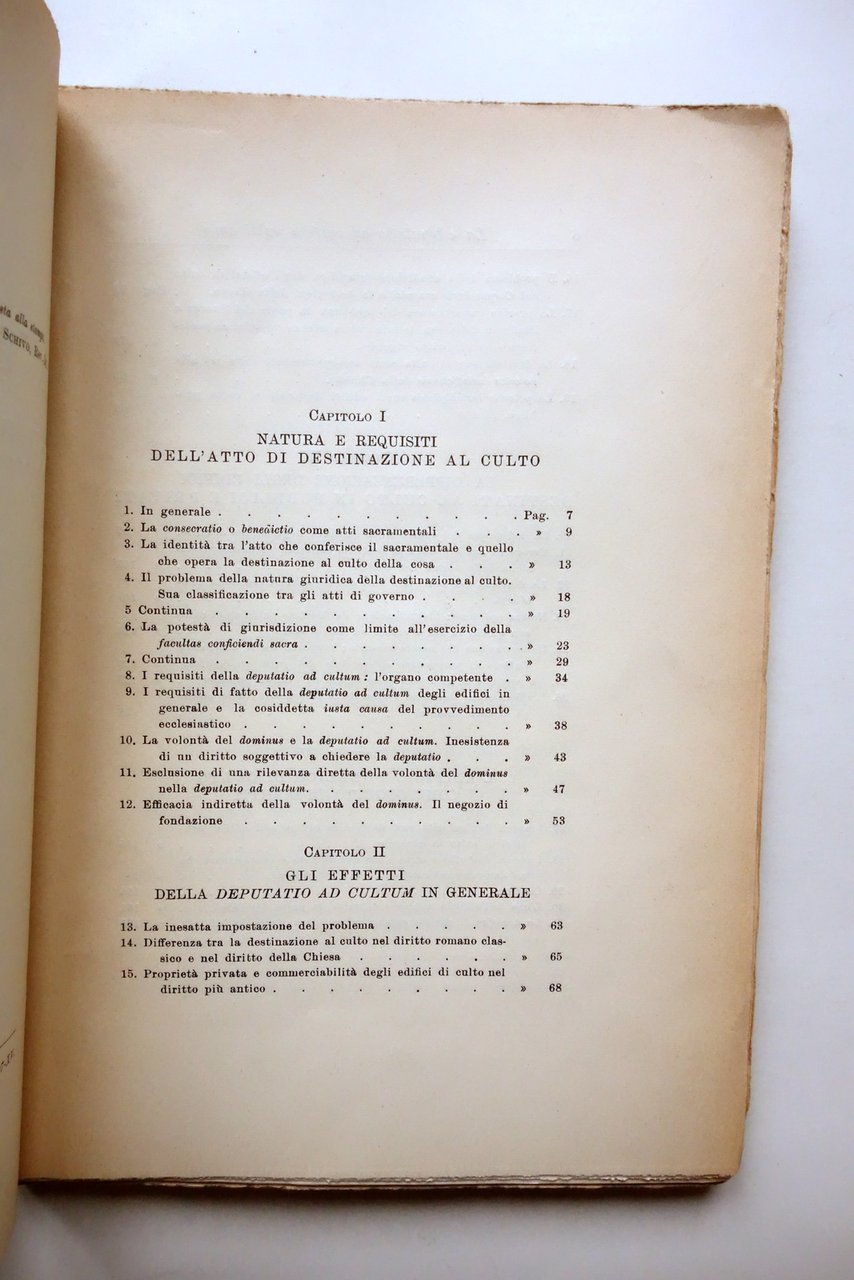 sta alla stampa
SCHIVO, Re
CAPITOLO I
NATURA E REQUISITI
DELL'ATTO DI DESTINAZIONE AL CULTO
1. In generale . . . . . . . . . . . Pag. 7
2. La consecratio o benedictio come atti sacramentali . . . » 9
3. La identità tra l'atto che conferisce il sacramentale e quello
che opera la destinazione al culto della cosa . . . » 13
4. Il problema della natura giuridica della destinazione al culto.
Sua classificazione tra gli atti di governo . . . . » 18
5 Continua . . . . . . . . . . . » 19
6. La potestà di giurisdizione come limite all'esercizio della
facultas conficiendi sacra . . . . . . . . » 23
7. Continua . . . . . . . . . . . » 29
8. I requisiti della deputatio ad cultum : l'organo competente . » 34
9. I requisiti di fatto della deputatio ad cultum degli edifici in
generale e la cosiddetta iusta causa del provvedimento
ecclesiastico . . . . . . . . . . » 38
10. La volontà del dominus e la deputatio ad cultum. Inesistenza
di un diritto soggettivo a chiedere la deputatio . . . » 43
11. Esclusione di una rilevanza diretta della volontà del dominus
nella deputatio ad cultum. . . . . . . . » 47
12. Efficacia indiretta della volontà del dominus. Il negozio di
fondazione . . . . . . . . . . » 53
CAPITOLO II
GLI EFFETTI
DELLA DEPUTATIO AD CULTUM IN GENERALE
13. La inesatta impostazione del problema . . . . . » 63
14. Differenza tra la destinazione al culto nel diritto romano clas-
sico e nel diritto della Chiesa . . . . . . » 65
15. Proprietà privata e commerciabilità degli edifici di culto nel
diritto più antico . . . . . . . . . » 68